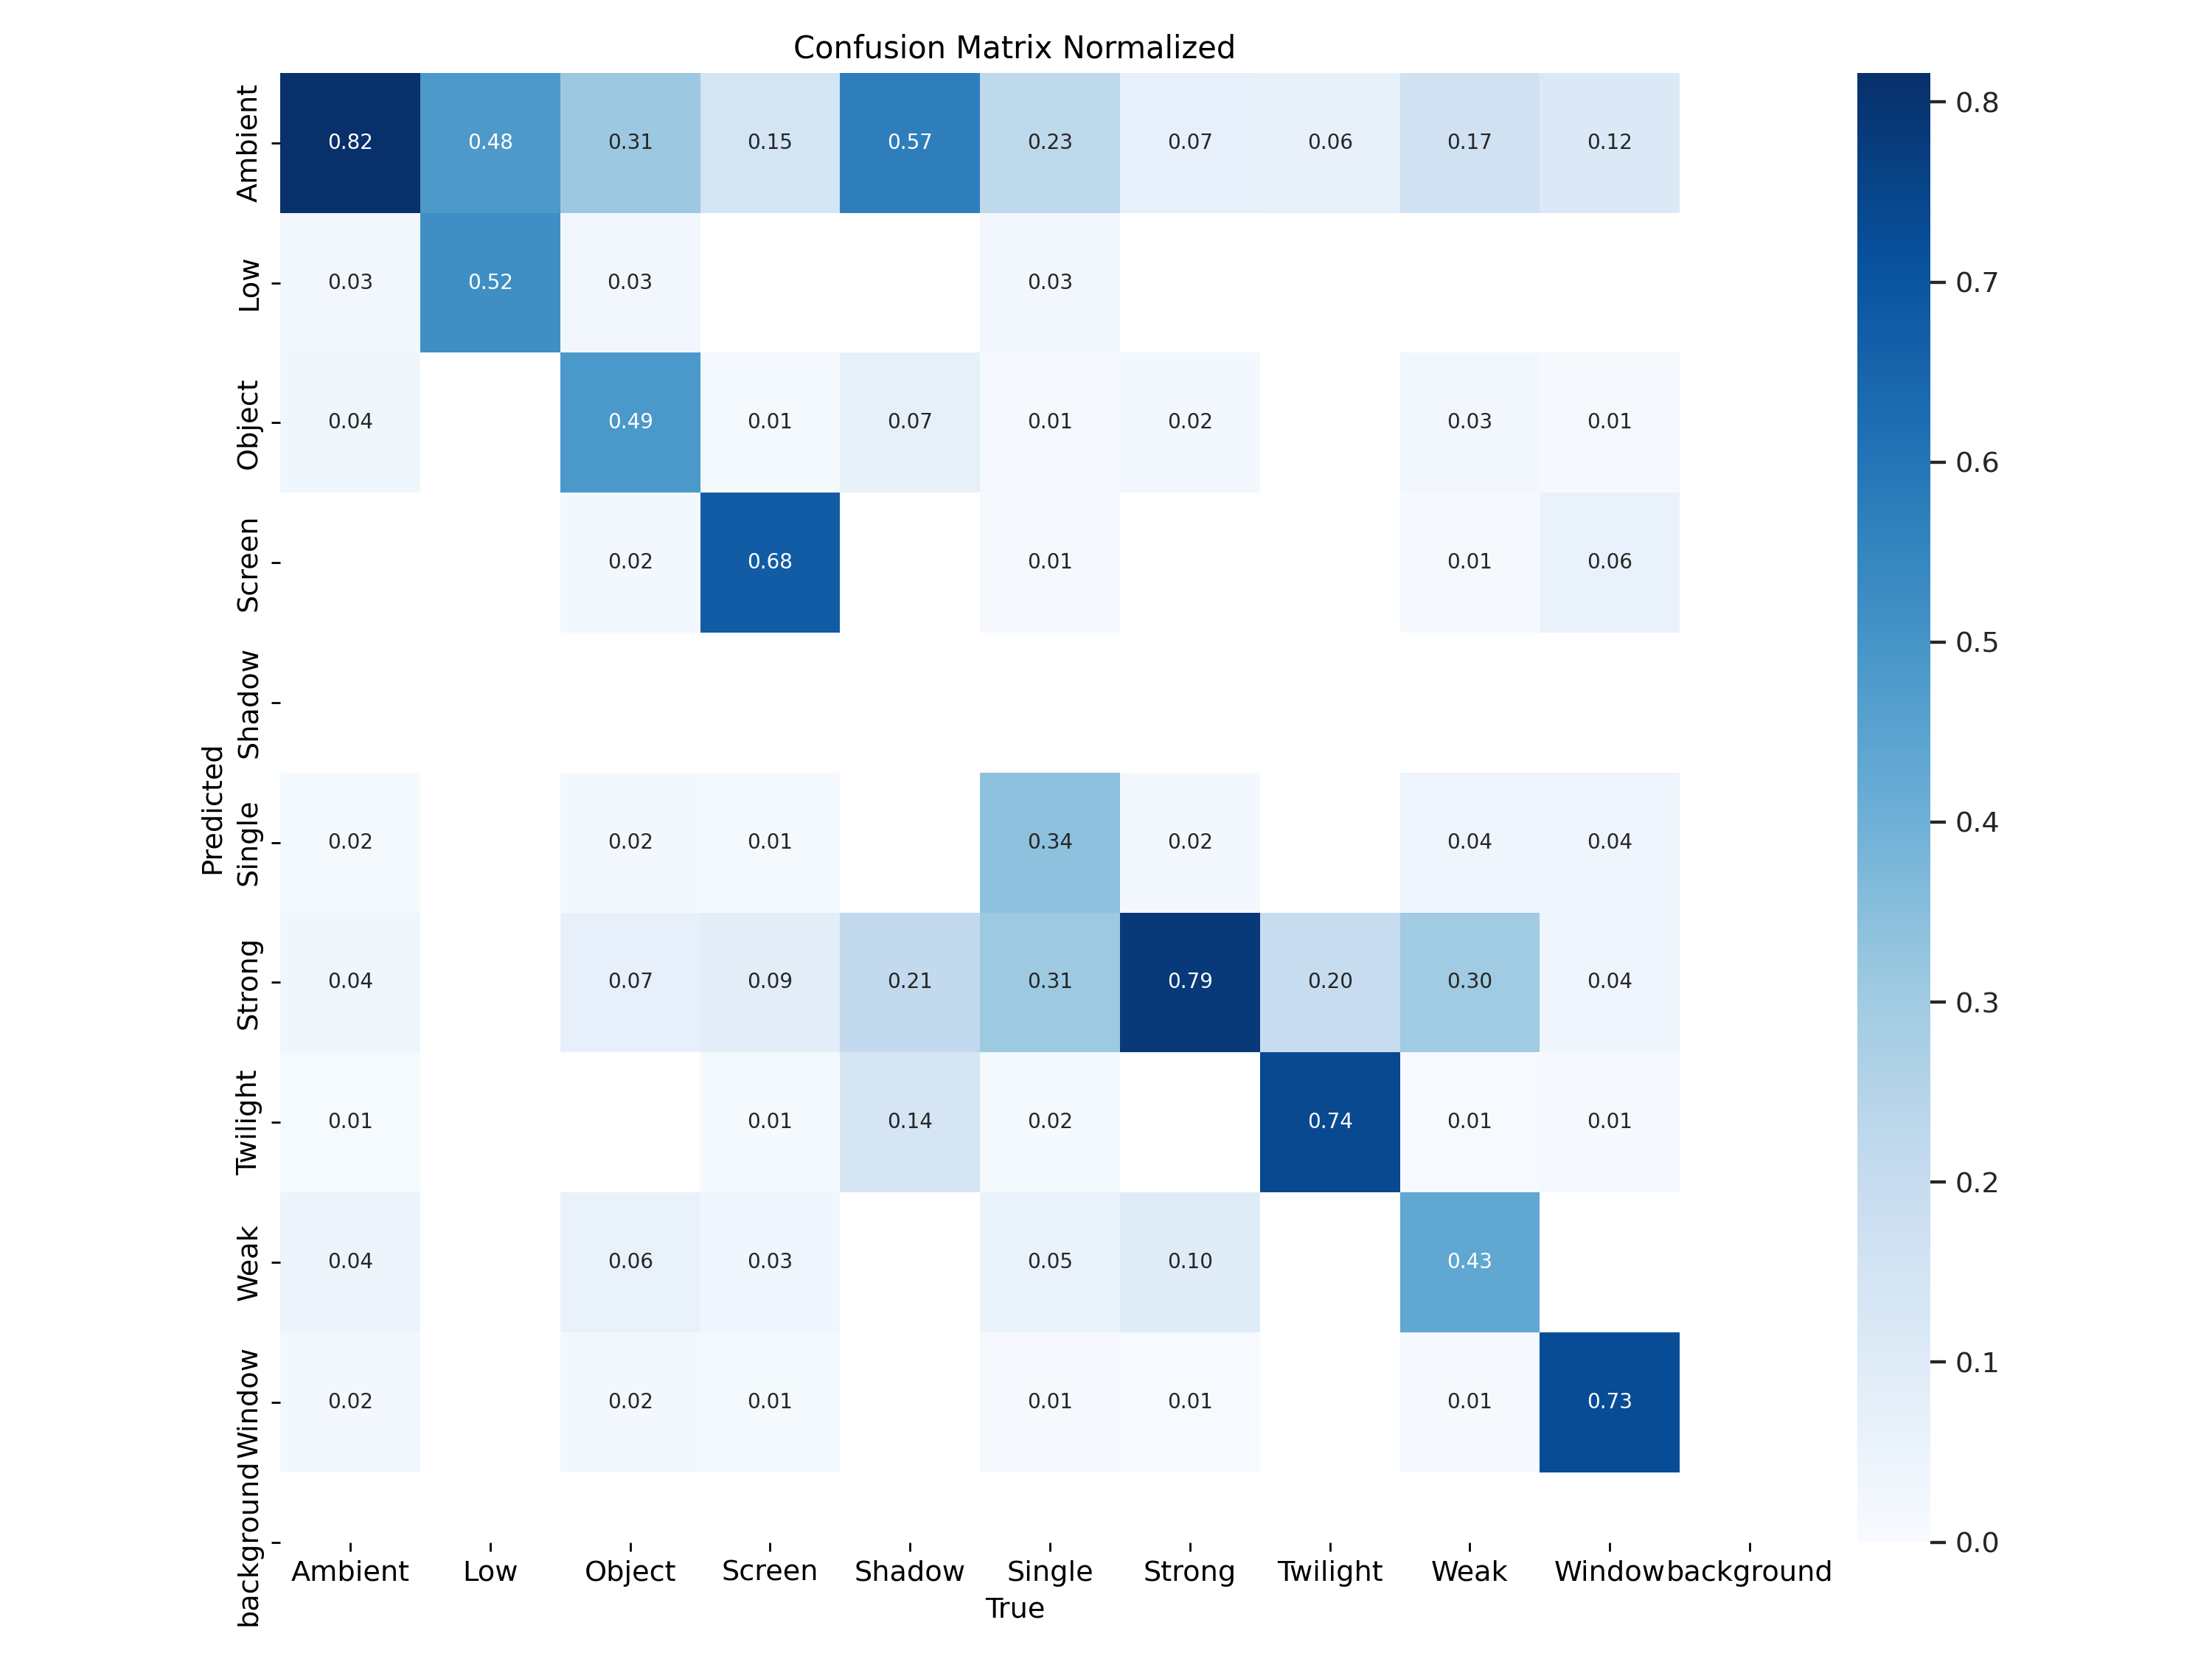 Confusion Matrix Normalized
Ambient 0.82 0.48 0.31 0.15 0.57 0.23 0.07 0.06 0.17 0.12
Low 0.03 0.52 0.03 0.03
Object 0.04 0.49 0.01 0.07 0.01 0.02 0.03 0.01
Screen 0.02 0.68 0.01 0.01 0.06
Shadow
Single 0.02 0.02 0.01 0.34 0.02 0.04 0.04
Strong 0.04 0.07 0.09 0.21 0.31 0.79 0.20 0.30 0.04
Twilight 0.01 0.01 0.14 0.02 0.74 0.01 0.01
Weak 0.04 0.06 0.03 0.05 0.10 0.43
Window 0.02 0.02 0.01 0.01 0.01 0.01 0.73
background
Predicted
Ambient Low Object Screen Shadow Single Strong Twilight Weak Window background
True
0.8
0.7
0.6
0.5
0.4
0.3
0.2
0.1
0.0